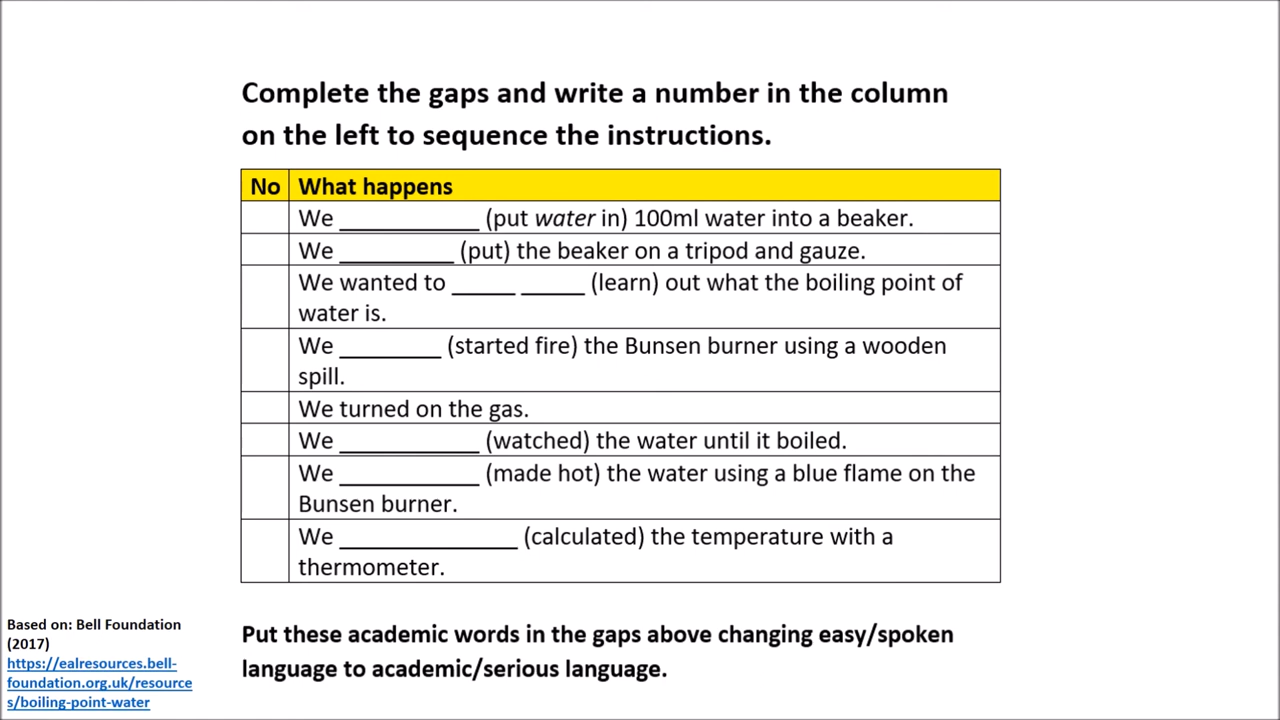 Complete the gaps and write a number in the column
on the left to sequence the instructions.
No What happens
We ___________ (put water in) 100ml water into a beaker.
We _________ (put) the beaker on a tripod and gauze.
We wanted to _____ _____ (learn) out what the boiling point of
water is.
We ________ (started fire) the Bunsen burner using a wooden
spill.
We turned on the gas.
We ___________ (watched) the water until it boiled.
We ___________ (made hot) the water using a blue flame on the
Bunsen burner.
We ______________ (calculated) the temperature with a
thermometer.
Put these academic words in the gaps above changing easy/spoken
language to academic/serious language.
Based on: Bell Foundation
(2017)
https://ealresources.bell-
foundation.org.uk/resource
s/boiling-point-water